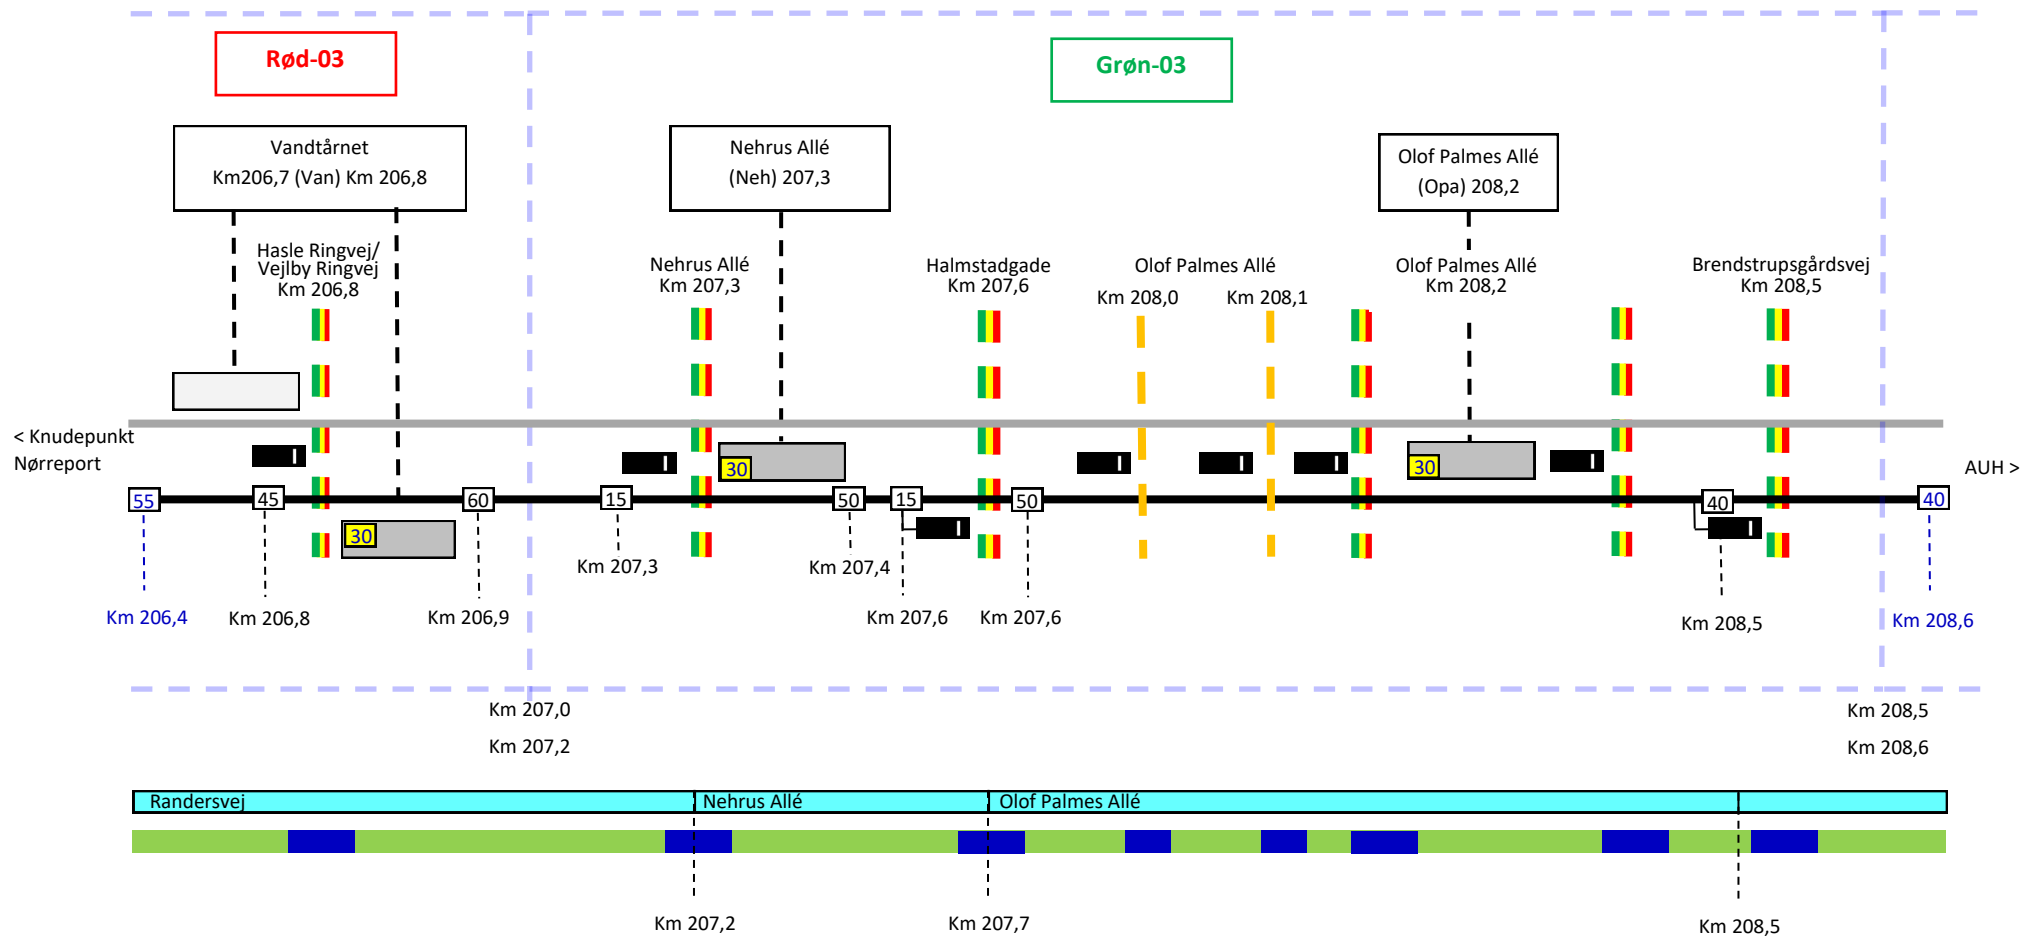 Rød-03
Grøn-03
Vandtårnet
Km206,7 (Van) Km 206,8
Nehrus Allé
(Neh) 207,3
Olof Palmes Allé
(Opa) 208,2
Hasle Ringvej/
Vejlby Ringvej
Km 206,8
Nehrus Allé
Km 207,3
Halmstadgade
Km 207,6
Olof Palmes Allé
Km 208,0
Km 208,1
Olof Palmes Allé
Km 208,2
Brendstrupsgårdsvej
Km 208,5
< Knudepunkt
Nørreport
AUH >
30
30
55
45
60
15
50
15
50
40
40
30
Km 207,3
Km 207,4
Km 206,4
Km 206,8
Km 206,9
Km 207,6
Km 207,6
Km 208,5
Km 208,6
Km 207,0
Km 207,2
Km 208,5
Km 208,6
Randersvej
Nehrus Allé
Olof Palmes Allé
Km 207,2
Km 207,7
Km 208,5